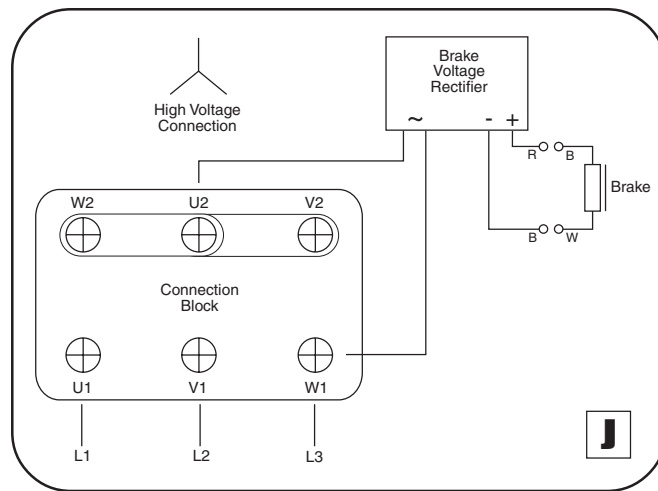 Brake
Voltage
Rectifier
~ - +
High Voltage
Connection
R B
Brake
B W
W2 U2 V2
Connection
Block
U1 V1 W1
L1 L2 L3
J